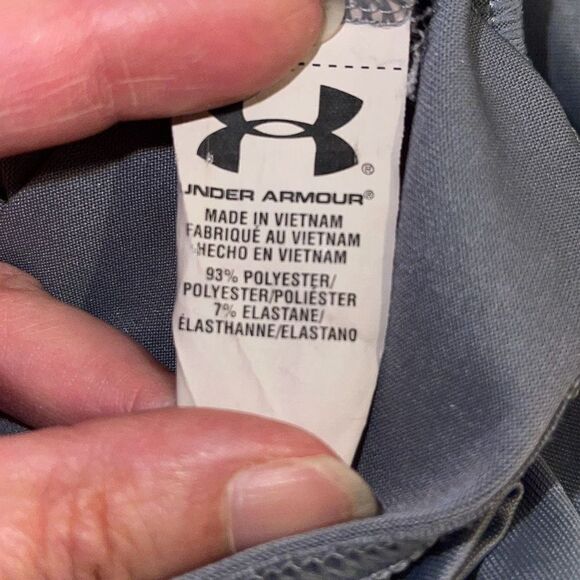 UNDER ARMOUR®
MADE IN VIETNAM
FABRIQUÉ AU VIETNAM
HECHO EN VIETNAM
93% POLYESTER/
POLYESTER/POLIÉSTER
7% ELASTANE/
ÉLASTHANNE/ELASTANO